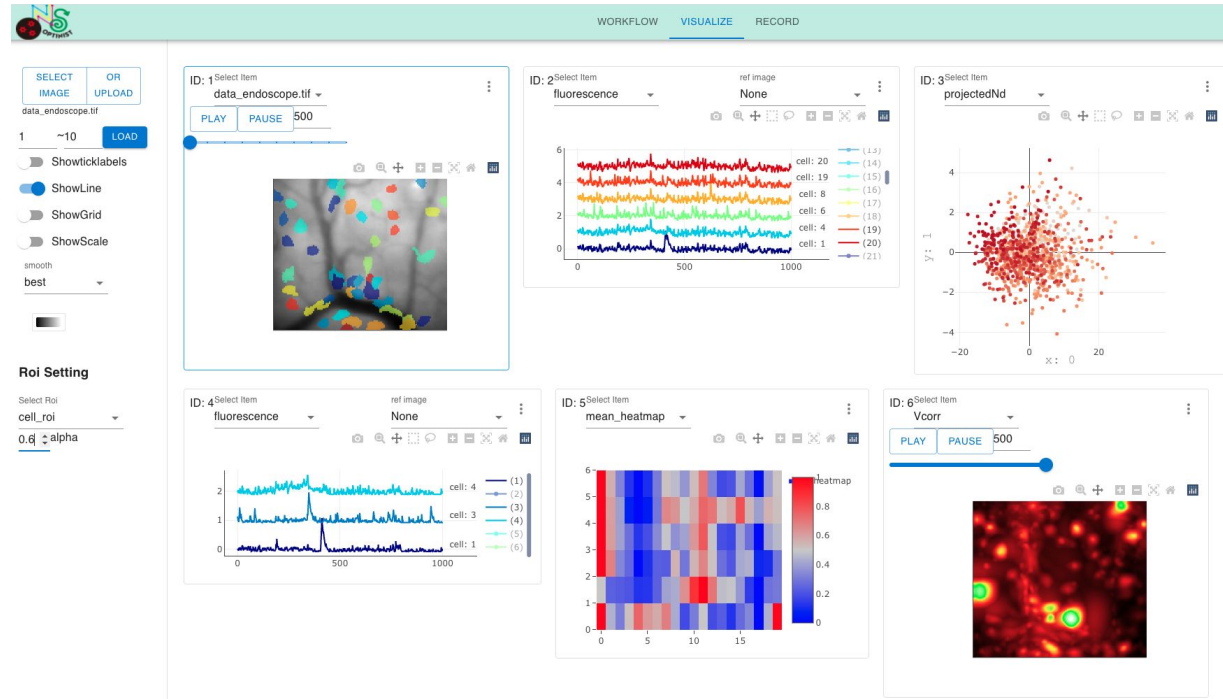 NS
OPTINIST
WORKFLOW
VISUALIZE
RECORD
SELECT IMAGE
OR UPLOAD
data_endoscope.tif
1 ~10 LOAD
Showticklabels
ShowLine
ShowGrid
ShowScale
smooth
best
Roi Setting
Select Roi
cell_roi
0.6 alpha
ID: 1 Select Item
data_endoscope.tif
PLAY PAUSE 500
ID: 2 Select Item ref image
fluorescence None
6
4
2
0
0 500 1000
cell: 20
cell: 19
cell: 8
cell: 6
cell: 4
cell: 1
(13)
(14)
(15)
(16)
(17)
(18)
(19)
(20)
(21)
ID: 3 Select Item
projectedNd
4
2
0
−2
−4
y: 1
−20 0 20
x: 0
ID: 4 Select Item ref image
fluorescence None
2
1
0
0 500 1000
cell: 4
cell: 3
cell: 1
(1)
(2)
(3)
(4)
(5)
(6)
ID: 5 Select Item
mean_heatmap
6
5
4
3
2
1
0
0 5 10 15
1
heatmap
0.8
0.6
0.4
0.2
0
ID: 6 Select Item
Vcorr
PLAY PAUSE 500